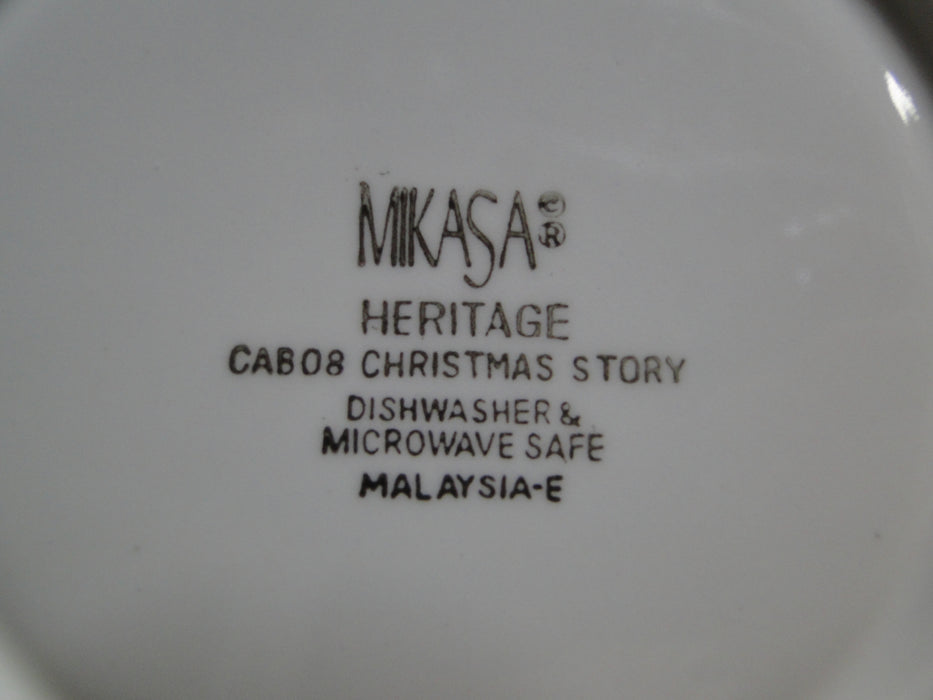 MIKASA © ®
HERITAGE
CAB08 CHRISTMAS STORY
DISHWASHER &
MICROWAVE SAFE
MALAYSIA-E